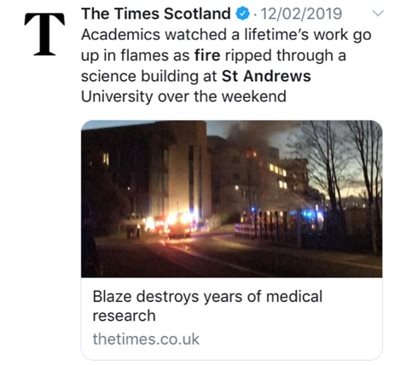 The Times Scotland · 12/02/2019
T
Academics watched a lifetime's work go
up in flames as fire ripped through a
science building at St Andrews
University over the weekend
Blaze destroys years of medical
research
thetimes.co.uk